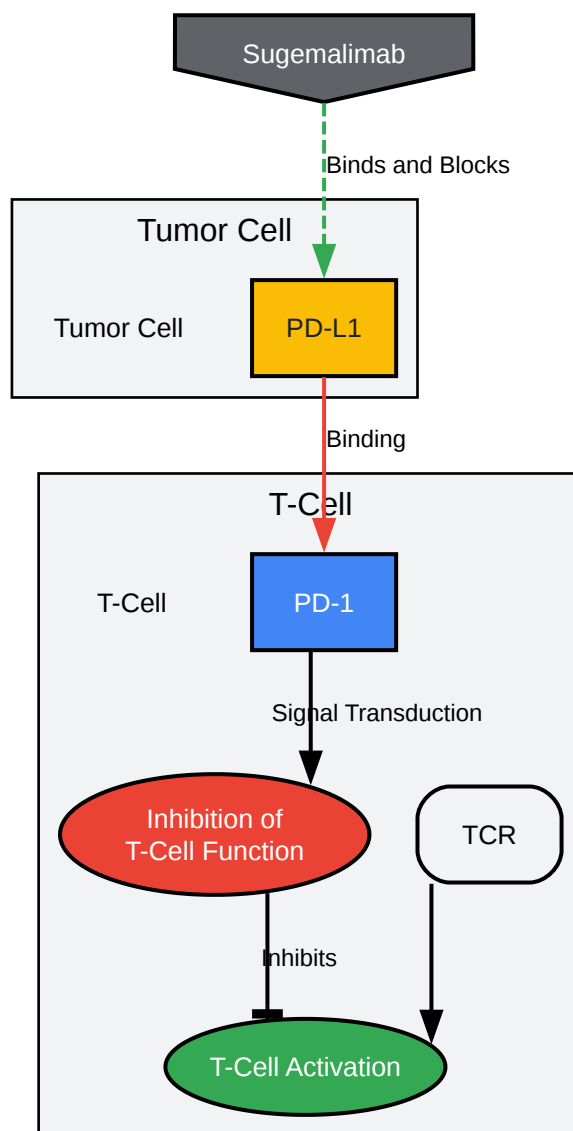 Sugemalimab
Binds and Blocks
Tumor Cell
Tumor Cell
PD-L1
Binding
T-Cell
T-Cell
PD-1
Signal Transduction
Inhibition of
T-Cell Function
TCR
Inhibits
T-Cell Activation